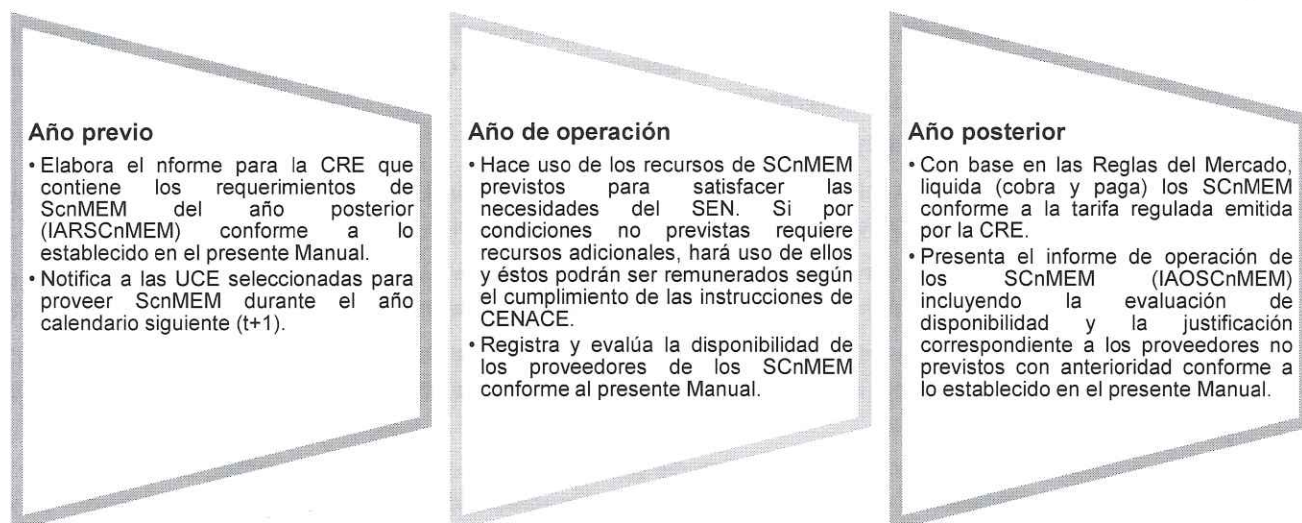 Año previo
• Elabora el nforme para la CRE que
contiene los requerimientos de
ScnMEM del año posterior
(IARSCnMEM) conforme a lo
establecido en el presente Manual.
• Notifica a las UCE seleccionadas para
proveer ScnMEM durante el año
calendario siguiente (t+1).
Año de operación
• Hace uso de los recursos de SCnMEM
previstos para satisfacer las
necesidades del SEN. Si por
condiciones no previstas requiere
recursos adicionales, hará uso de ellos
y éstos podrán ser remunerados según
el cumplimiento de las instrucciones de
CENACE.
• Registra y evalúa la disponibilidad de
los proveedores de los SCnMEM
conforme al presente Manual.
Año posterior
• Con base en las Reglas del Mercado,
liquida (cobra y paga) los SCnMEM
conforme a la tarifa regulada emitida
por la CRE.
• Presenta el informe de operación de
los SCnMEM (IAOSCnMEM)
incluyendo la evaluación de
disponibilidad y la justificación
correspondiente a los proveedores no
previstos con anterioridad conforme a
lo establecido en el presente Manual.